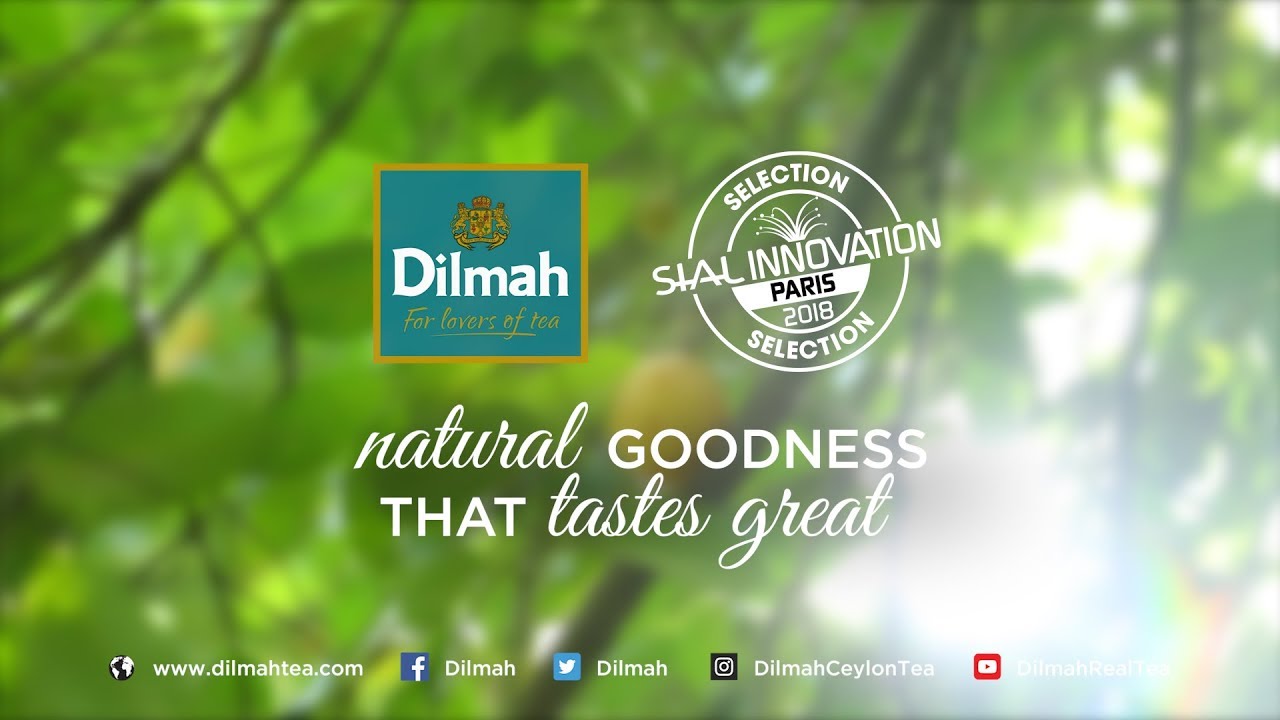 Dilmah
For lovers of tea
SELECTION
SIAL INNOVATION
PARIS
2018
SELECTION
natural GOODNESS
THAT tastes great
www.dilmahtea.com
Dilmah
Dilmah
DilmahCeylonTea
DilmahRealTea